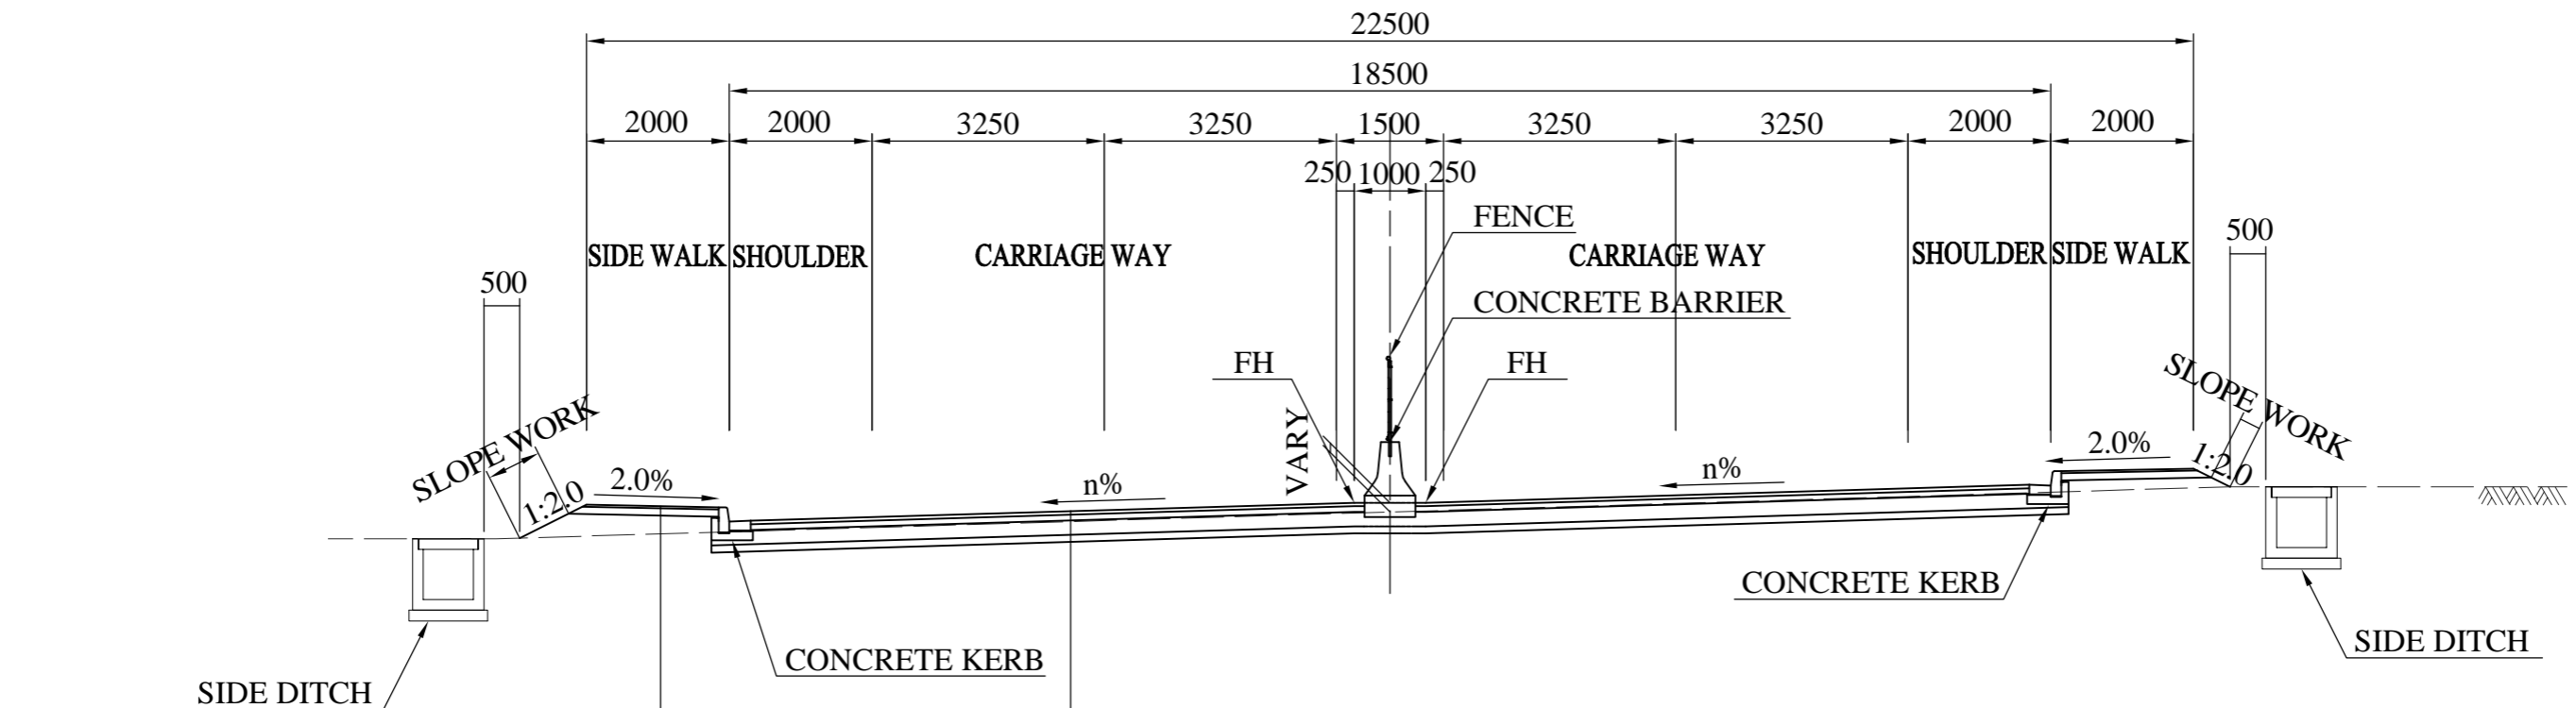 22500
18500
2000 2000 3250 3250 1500 3250 3250 2000 2000
250 1000 250
FENCE
500
SIDE WALK SHOULDER CARRIAGE WAY CARRIAGE WAY SHOULDER SIDE WALK
500
CONCRETE BARRIER
FH FH
SLOPE WORK
VARY
SLOPE WORK
2.0%
1:2.0
n%
n%
2.0%
1:2.0
CONCRETE KERB
CONCRETE KERB
SIDE DITCH
SIDE DITCH